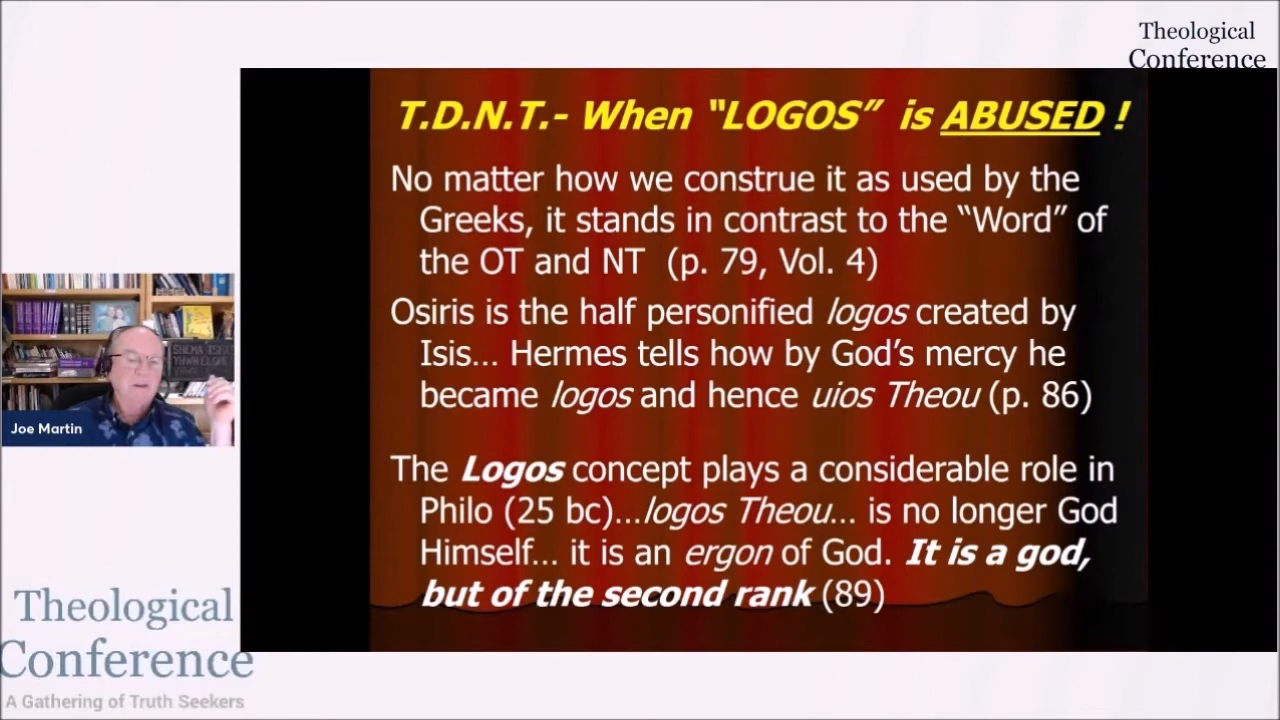 Theological
Conference
T.D.N.T.- When “LOGOS” is ABUSED !
No matter how we construe it as used by the
Greeks, it stands in contrast to the “Word” of
the OT and NT (p. 79, Vol. 4)
Osiris is the half personified logos created by
Isis... Hermes tells how by God’s mercy he
became logos and hence uios Theou (p. 86)
The Logos concept plays a considerable role in
Philo (25 bc)...logos Theou... is no longer God
Himself... it is an ergon of God. It is a god,
but of the second rank (89)
Joe Martin
Theological
Conference
A Gathering of Truth Seekers